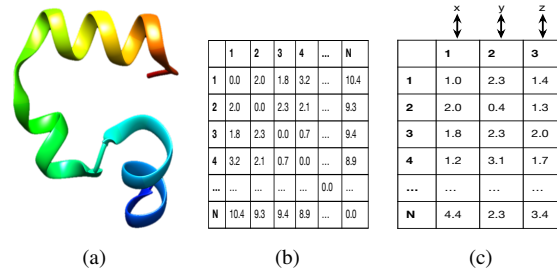 x y z
1 2 3 4 ... N
1 0.0 2.0 1.8 3.2 ... 10.4
2 2.0 0.0 2.3 2.1 ... 9.3
3 1.8 2.3 0.0 0.7 ... 9.4
4 3.2 2.1 0.7 0.0 ... 8.9
... ... ... ... ... 0.0 ...
N 10.4 9.3 9.4 8.9 ... 0.0
1 2 3
1 1.0 2.3 1.4
2 2.0 0.4 1.3
3 1.8 2.3 2.0
4 1.2 3.1 1.7
... ... ... ...
N 4.4 2.3 3.4
(a) (b) (c)